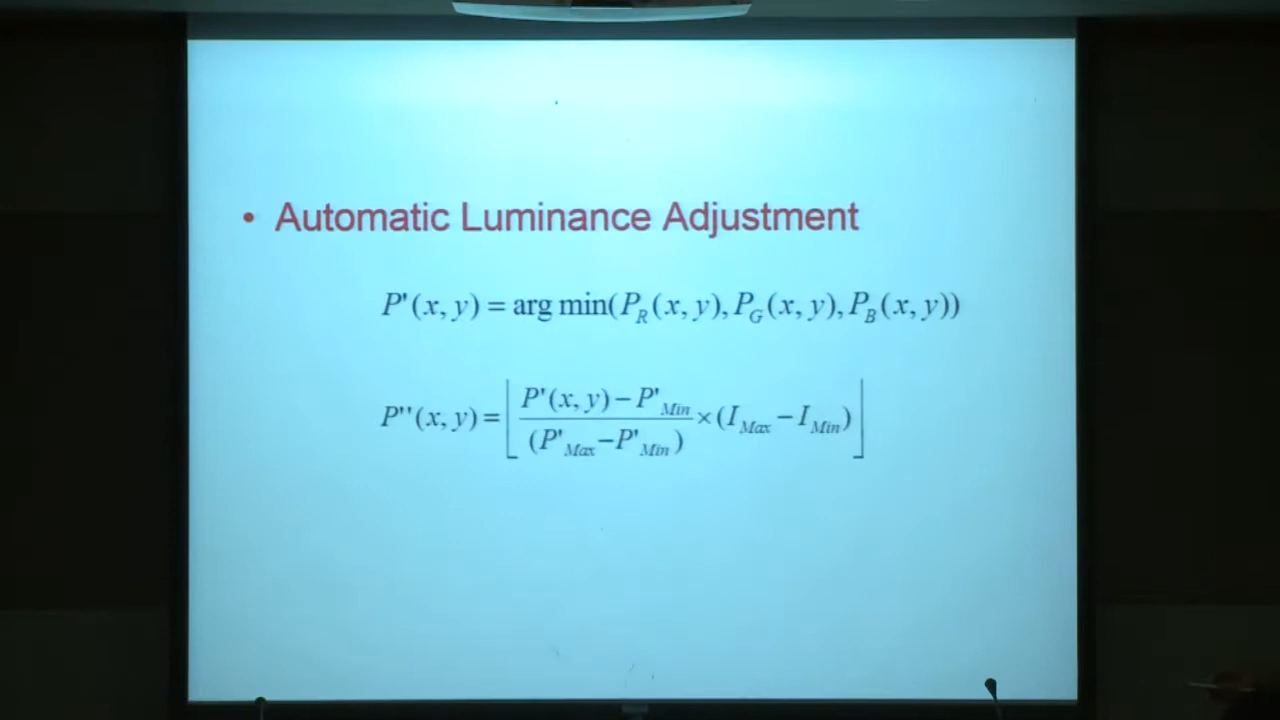 • Automatic Luminance Adjustment
P'(x, y) = arg min(P_R(x, y), P_G(x, y), P_B(x, y))
P''(x, y) = ⌊ (P'(x, y) − P'_Min) / (P'_Max − P'_Min) × (I_Max − I_Min) ⌋